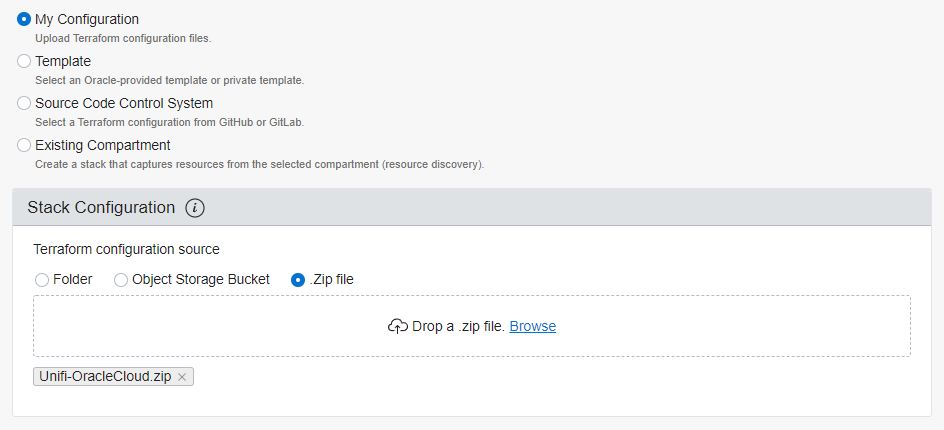 My Configuration
Upload Terraform configuration files.
Template
Select an Oracle-provided template or private template.
Source Code Control System
Select a Terraform configuration from GitHub or GitLab.
Existing Compartment
Create a stack that captures resources from the selected compartment (resource discovery).
Stack Configuration i
Terraform configuration source
Folder Object Storage Bucket .Zip file
Drop a .zip file. Browse
Unifi-OracleCloud.zip ×